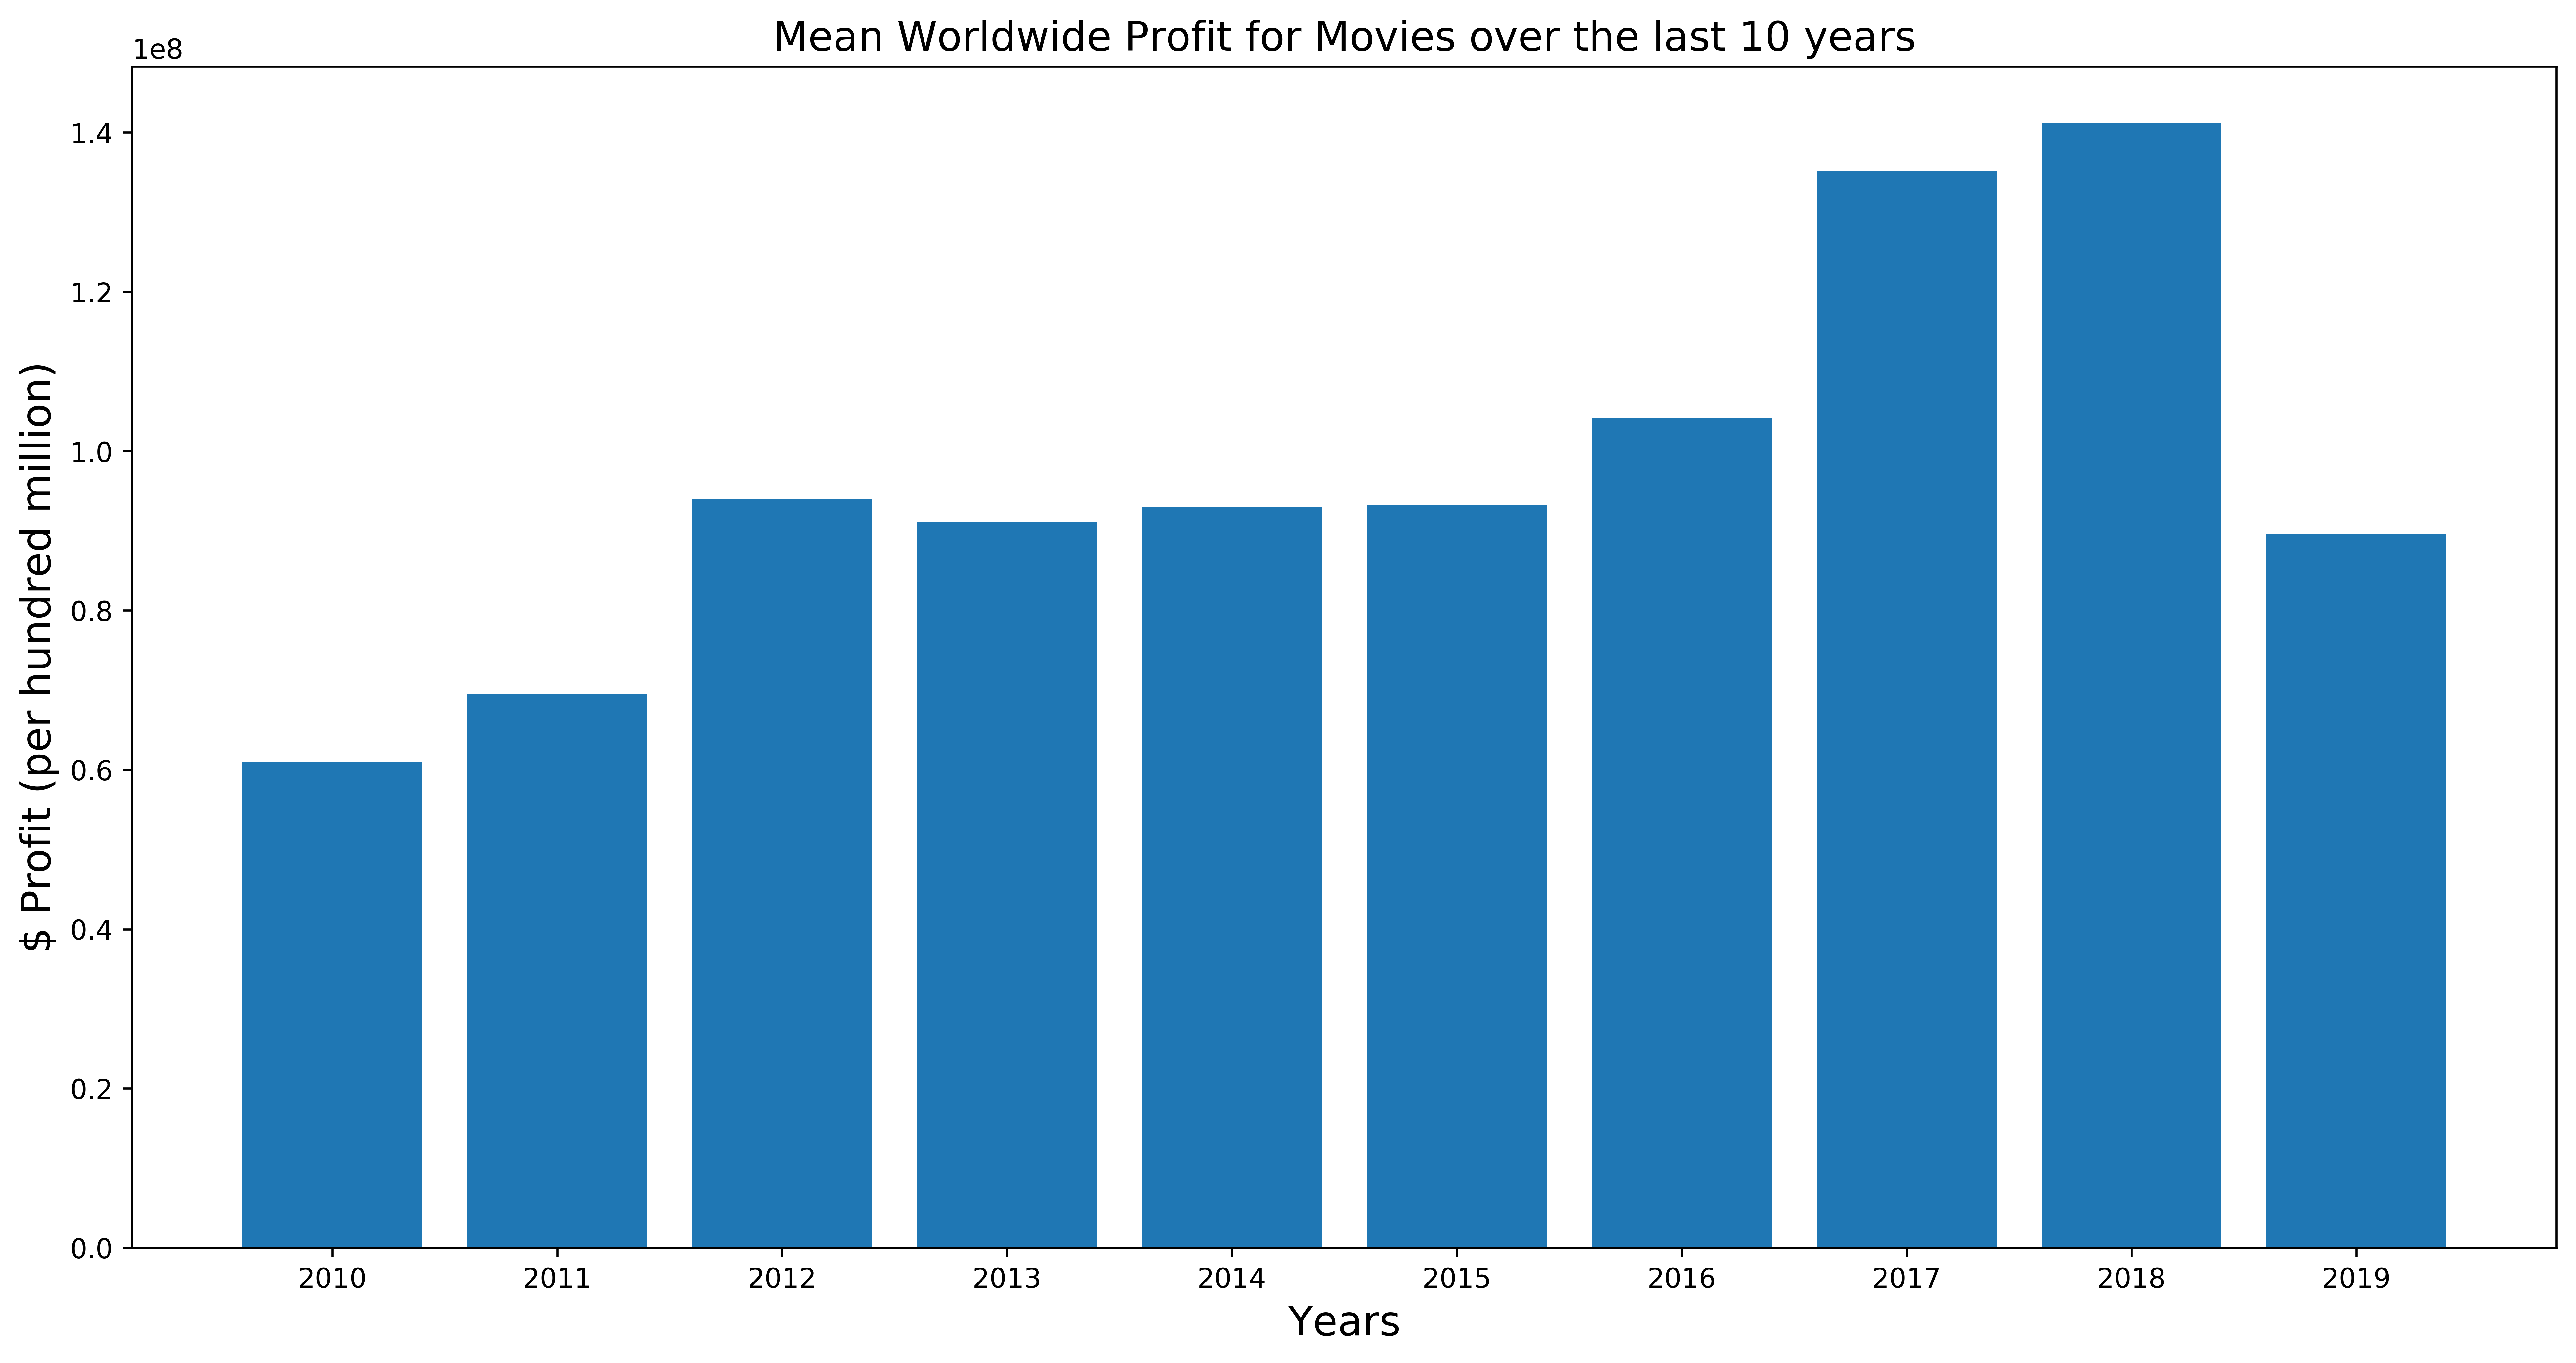 Mean Worldwide Profit for Movies over the last 10 years
1e8
1.4
1.2
1.0
0.8
0.6
0.4
0.2
0.0
$ Profit (per hundred million)
2010 2011 2012 2013 2014 2015 2016 2017 2018 2019
Years